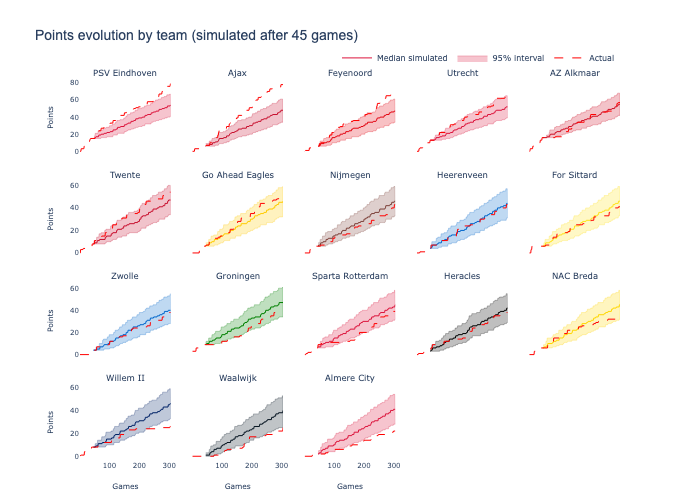 Points evolution by team (simulated after 45 games)
Median simulated 95% interval Actual
PSV Eindhoven Ajax Feyenoord Utrecht AZ Alkmaar
80
60
40
20
0
Points
Twente Go Ahead Eagles Nijmegen Heerenveen For Sittard
60
40
20
0
Points
Zwolle Groningen Sparta Rotterdam Heracles NAC Breda
60
40
20
0
Points
Willem II Waalwijk Almere City
60
40
20
0
Points
100 200 300 100 200 300 100 200 300
Games Games Games